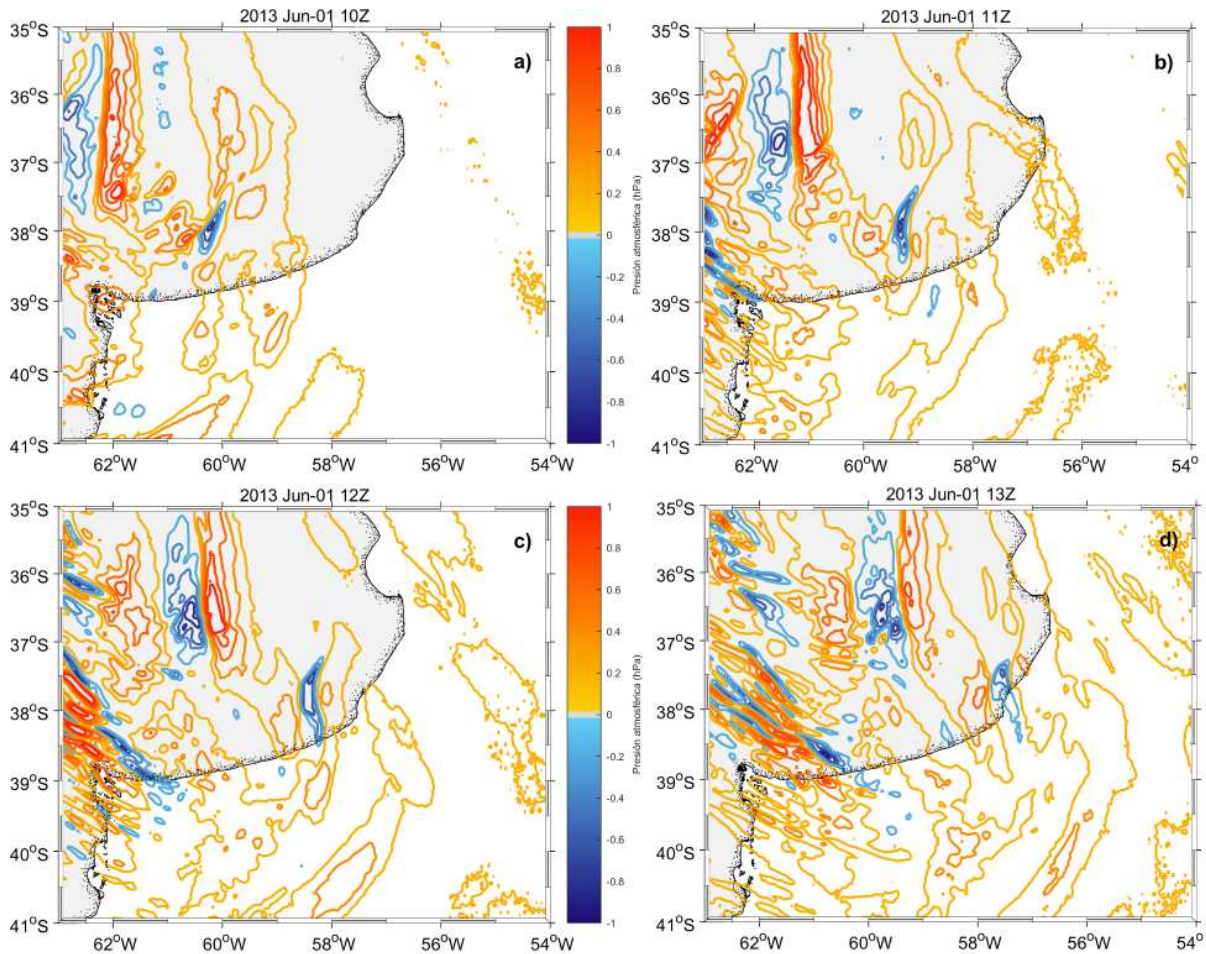 2013 Jun-01 10Z
a)
35°S
36°S
37°S
38°S
39°S
40°S
41°S
62°W 60°W 58°W 56°W 54°W
Presión atmosférica (hPa)
1
0.8
0.6
0.4
0.2
0
-0.2
-0.4
-0.6
-0.8
-1
2013 Jun-01 11Z
b)
35°S
36°S
37°S
38°S
39°S
40°S
41°S
62°W 60°W 58°W 56°W 54°
2013 Jun-01 12Z
c)
35°S
36°S
37°S
38°S
39°S
40°S
41°S
62°W 60°W 58°W 56°W 54°W
Presión atmosférica (hPa)
1
0.8
0.6
0.4
0.2
0
-0.2
-0.4
-0.6
-0.8
-1
2013 Jun-01 13Z
d)
35°S
36°S
37°S
38°S
39°S
40°S
41°S
62°W 60°W 58°W 56°W 54°W